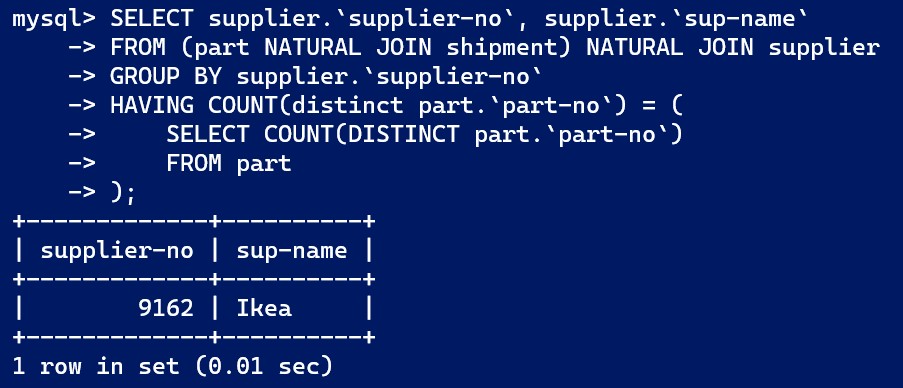 mysql> SELECT supplier.`supplier-no`, supplier.`sup-name`
    -> FROM (part NATURAL JOIN shipment) NATURAL JOIN supplier
    -> GROUP BY supplier.`supplier-no`
    -> HAVING COUNT(distinct part.`part-no`) = (
    ->     SELECT COUNT(DISTINCT part.`part-no`)
    ->     FROM part
    -> );
+-------------+----------+
| supplier-no | sup-name |
+-------------+----------+
|        9162 | Ikea     |
+-------------+----------+
1 row in set (0.01 sec)